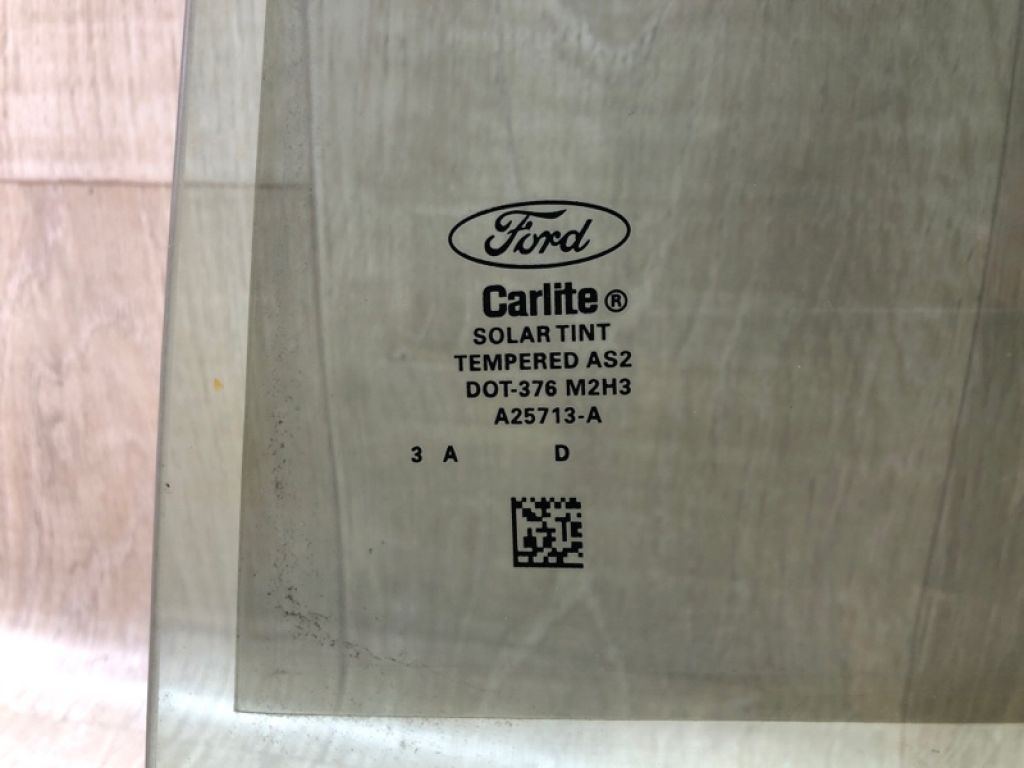 Ford
Carlite®
SOLAR TINT
TEMPERED AS2
DOT-376 M2H3
A25713-A
3 A D